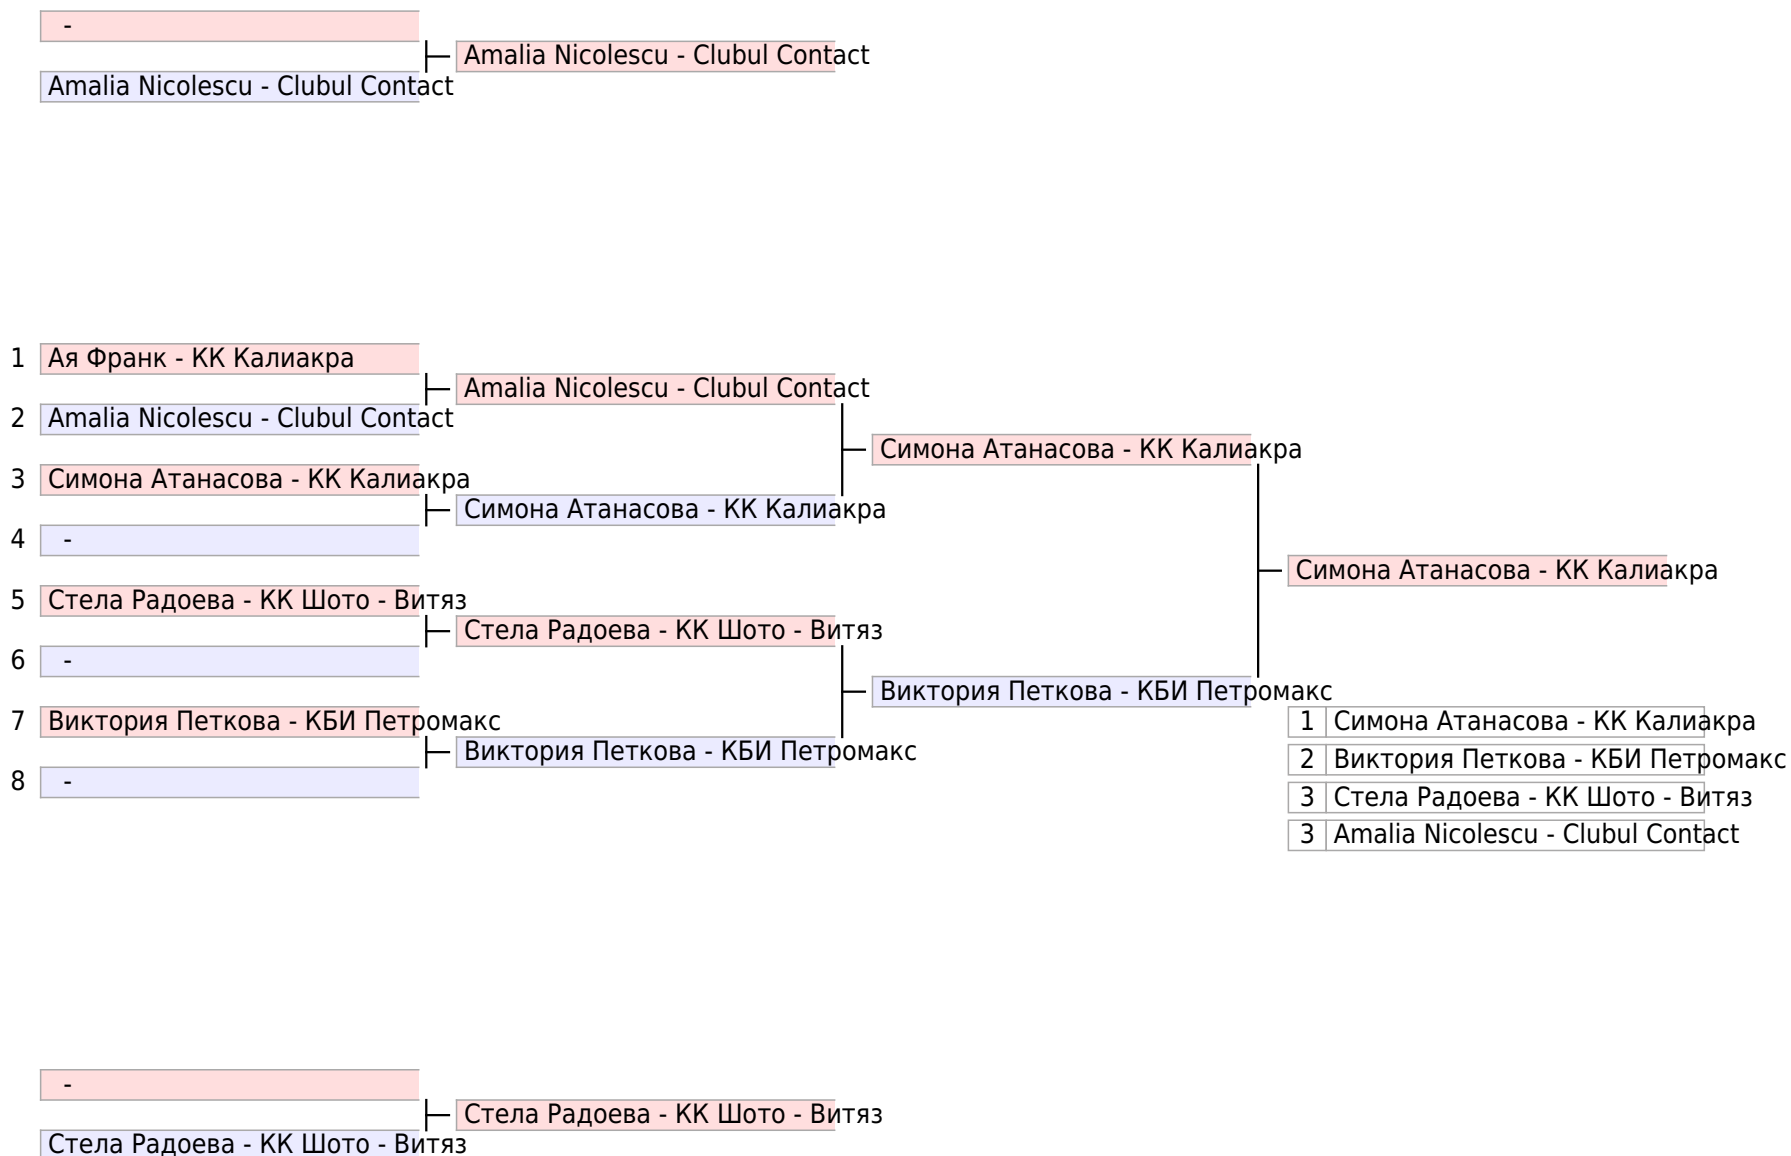 -
Amalia Nicolescu - Clubul Contact
Amalia Nicolescu - Clubul Contact
1 Ая Франк - КК Калиакра
Amalia Nicolescu - Clubul Contact
2 Amalia Nicolescu - Clubul Contact
Симона Атанасова - КК Калиакра
3 Симона Атанасова - КК Калиакра
Симона Атанасова - КК Калиакра
4 -
Симона Атанасова - КК Калиакра
5 Стела Радоева - КК Шото - Витяз
Стела Радоева - КК Шото - Витяз
6 -
Виктория Петкова - КБИ Петромакс
7 Виктория Петкова - КБИ Петромакс
1 Симона Атанасова - КК Калиакра
Виктория Петкова - КБИ Петромакс
2 Виктория Петкова - КБИ Петромакс
8 -
3 Стела Радоева - КК Шото - Витяз
3 Amalia Nicolescu - Clubul Contact
-
Стела Радоева - КК Шото - Витяз
Стела Радоева - КК Шото - Витяз